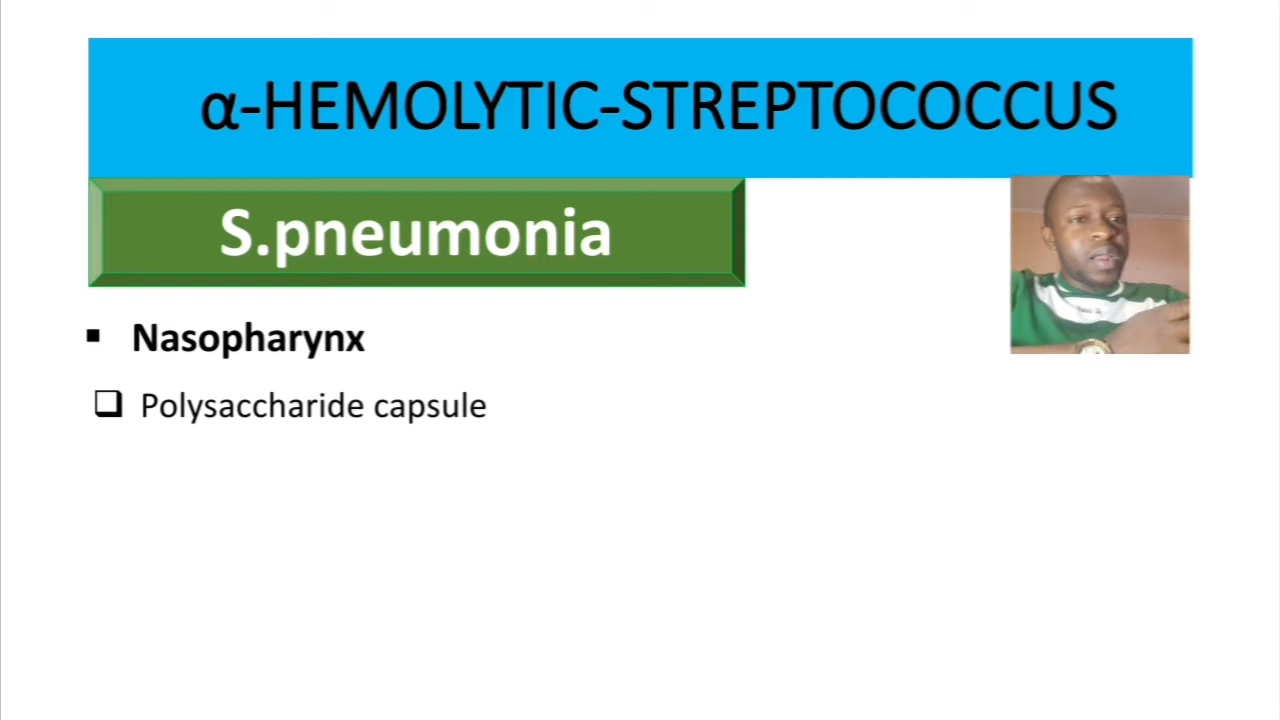 α-HEMOLYTIC-STREPTOCOCCUS
S.pneumonia
Nasopharynx
Polysaccharide capsule